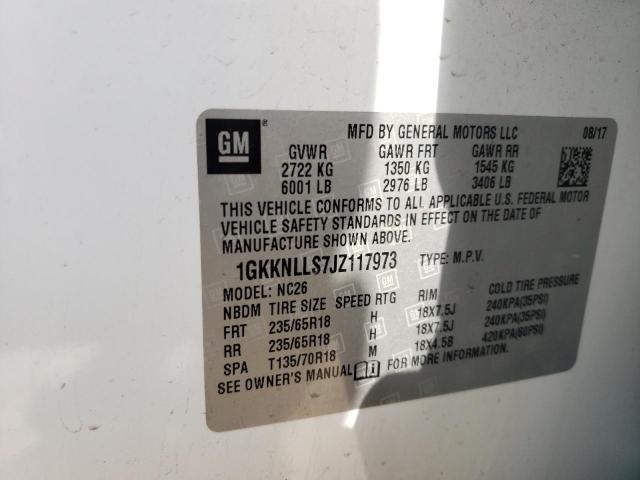 GM
MFD BY GENERAL MOTORS LLC 08/17
GVWR GAWR FRT GAWR RR
2722 KG 1350 KG 1545 KG
6001 LB 2976 LB 3406 LB
THIS VEHICLE CONFORMS TO ALL APPLICABLE U.S. FEDERAL MOTOR
VEHICLE SAFETY STANDARDS IN EFFECT ON THE DATE OF
MANUFACTURE SHOWN ABOVE.
1GKKNLLS7JZ117973 TYPE: M.P.V.
MODEL: NC26
NBDM TIRE SIZE SPEED RTG RIM COLD TIRE PRESSURE
FRT 235/65R18 H 18X7.5J 240KPA(35PSI)
RR 235/65R18 H 18X7.5J 240KPA(35PSI)
SPA T135/70R18 M 18X4.5B 420KPA(60PSI)
SEE OWNER'S MANUAL i FOR MORE INFORMATION.